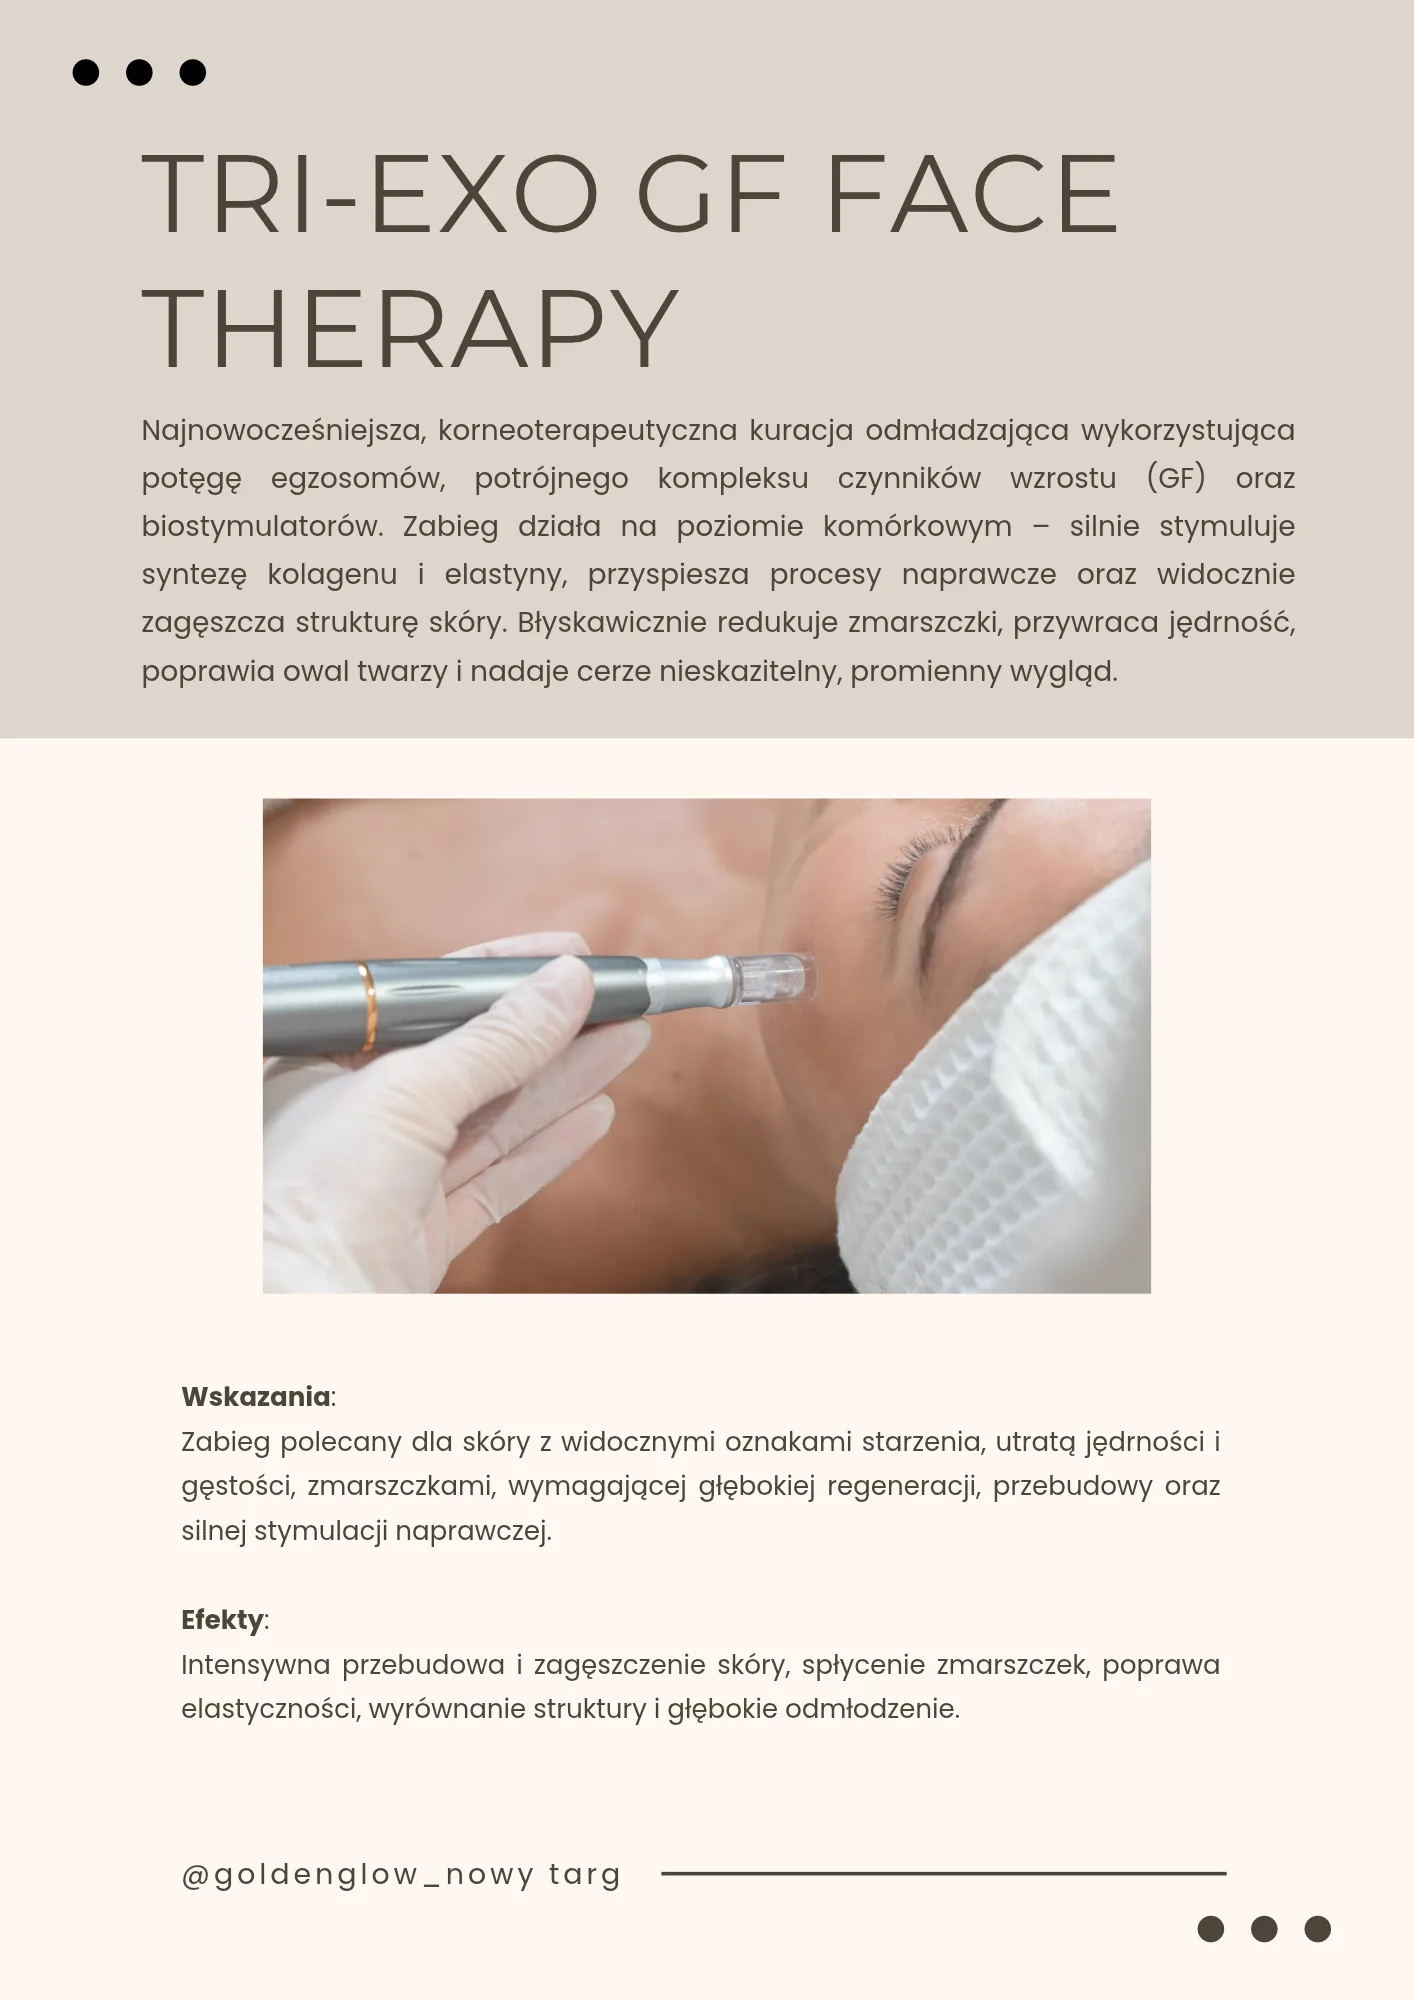 TRI-EXO GF FACE
THERAPY
Najnowocześniejsza, korneoterapeutyczna kuracja odmładzająca wykorzystująca
potęgę egzosomów, potrójnego kompleksu czynników wzrostu (GF) oraz
biostymulatorów. Zabieg działa na poziomie komórkowym – silnie stymuluje
syntezę kolagenu i elastyny, przyspiesza procesy naprawcze oraz widocznie
zagęszcza strukturę skóry. Błyskawicznie redukuje zmarszczki, przywraca jędrność,
poprawia owal twarzy i nadaje cerze nieskazitelny, promienny wygląd.
Wskazania:
Zabieg polecany dla skóry z widocznymi oznakami starzenia, utratą jędrności i
gęstości, zmarszczkami, wymagającej głębokiej regeneracji, przebudowy oraz
silnej stymulacji naprawczej.
Efekty:
Intensywna przebudowa i zagęszczenie skóry, spłycenie zmarszczek, poprawa
elastyczności, wyrównanie struktury i głębokie odmłodzenie.
@goldenglow_nowy targ